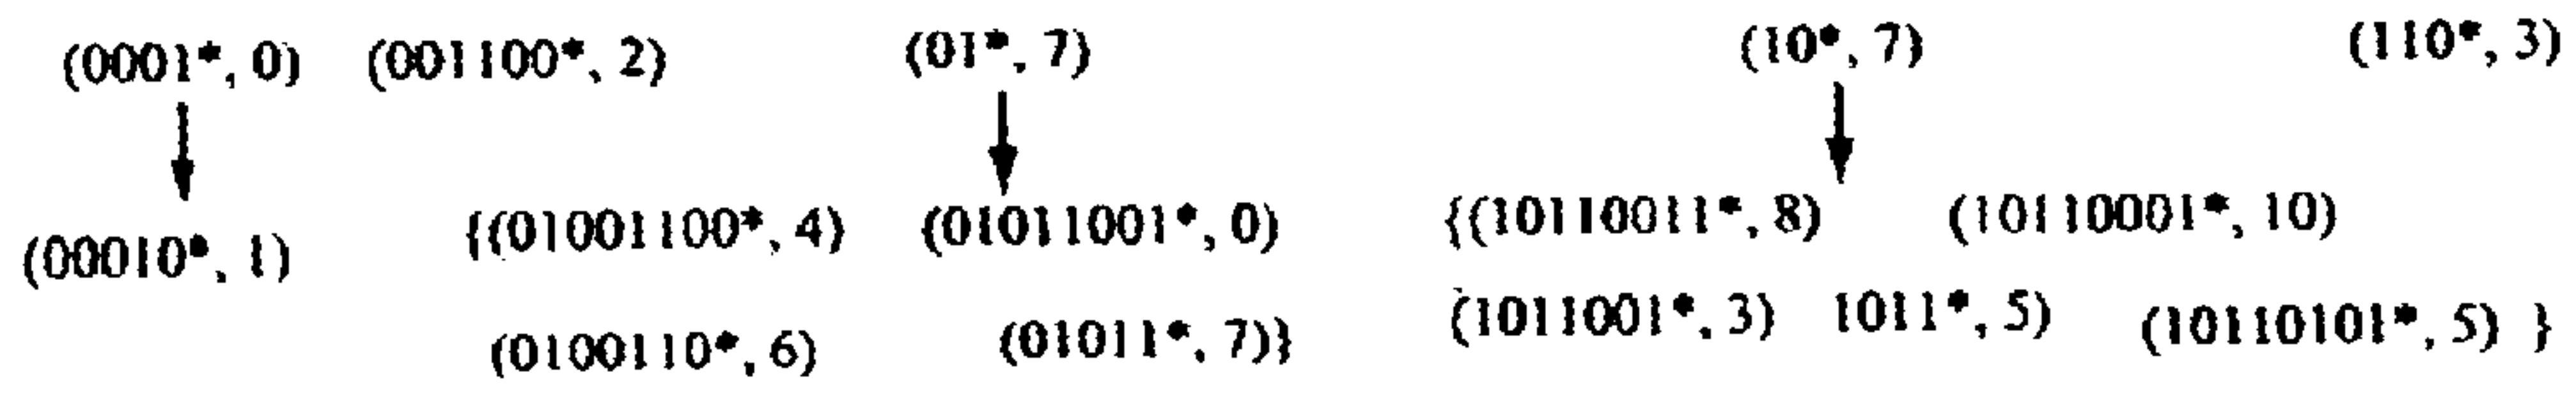 (0001*, 0) (001100*, 2) (01*, 7) (10*, 7) (110*, 3)
(00010*, 1) {(01001100*, 4) (01011001*, 0) {(10110011*, 8) (10110001*, 10)
(0100110*, 6) (01011*, 7)} (1011001*, 3) 1011*, 5) (10110101*, 5) }